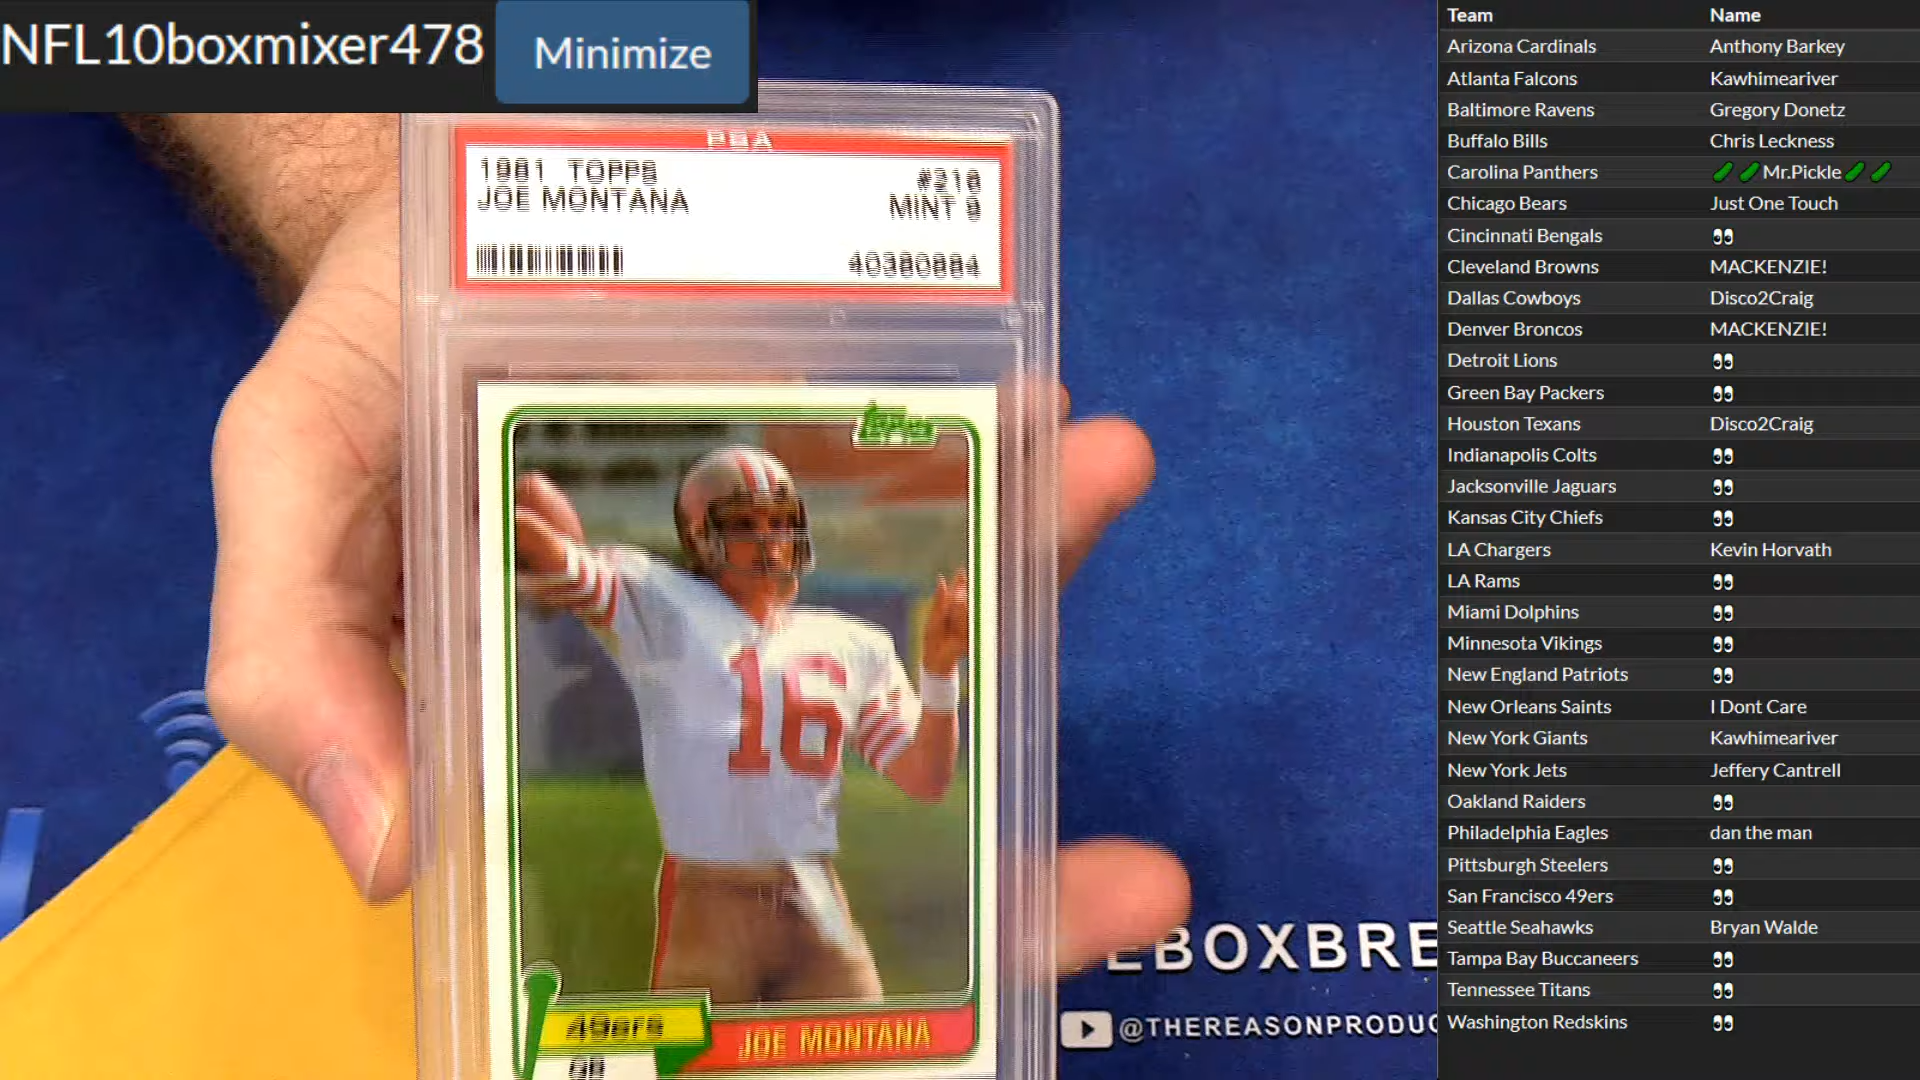 NFL10boxmixer478 Minimize
PSA
1981 TOPPS #216
JOE MONTANA MINT 9
40380884
Topps
49ers
QB
JOE MONTANA
EBOXBRE
@THEREASONPRODUC
Team Name
Arizona Cardinals Anthony Barkey
Atlanta Falcons Kawhimeariver
Baltimore Ravens Gregory Donetz
Buffalo Bills Chris Leckness
Carolina Panthers 🥒🥒Mr.Pickle🥒🥒
Chicago Bears Just One Touch
Cincinnati Bengals 👀
Cleveland Browns MACKENZIE!
Dallas Cowboys Disco2Craig
Denver Broncos MACKENZIE!
Detroit Lions 👀
Green Bay Packers 👀
Houston Texans Disco2Craig
Indianapolis Colts 👀
Jacksonville Jaguars 👀
Kansas City Chiefs 👀
LA Chargers Kevin Horvath
LA Rams 👀
Miami Dolphins 👀
Minnesota Vikings 👀
New England Patriots 👀
New Orleans Saints I Dont Care
New York Giants Kawhimeariver
New York Jets Jeffery Cantrell
Oakland Raiders 👀
Philadelphia Eagles dan the man
Pittsburgh Steelers 👀
San Francisco 49ers 👀
Seattle Seahawks Bryan Walde
Tampa Bay Buccaneers 👀
Tennessee Titans 👀
Washington Redskins 👀